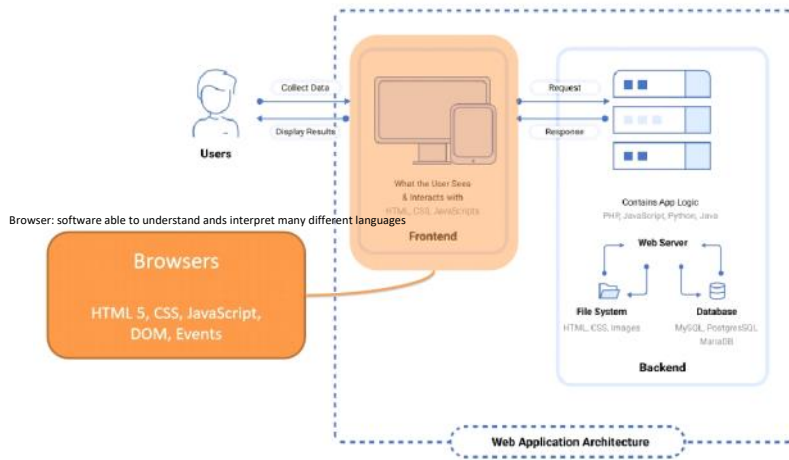 Collect Data
Display Results
Users
What the User Sees
& Interacts with
HTML, CSS, JavaScripts
Frontend
Request
Response
Contains App Logic
PHP, JavaScript, Python, Java
Web Server
File System
HTML, CSS, Images
Database
MySQL, PostgresSQL,
MariaDB
Backend
Browser: software able to understand ands interpret many different languages
Browsers
HTML 5, CSS, JavaScript,
DOM, Events
Web Application Architecture